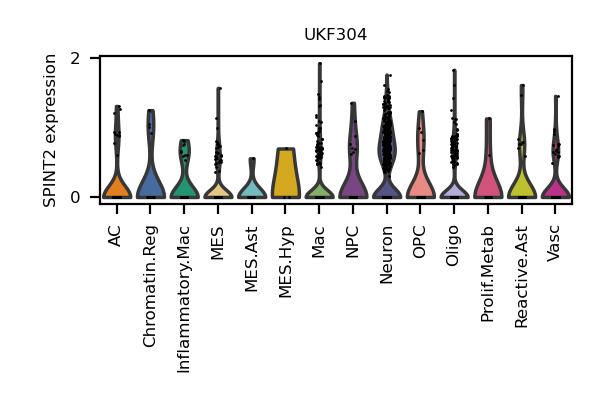 UKF304
SPINT2 expression
2
0
AC
Chromatin.Reg
Inflammatory.Mac
MES
MES.Ast
MES.Hyp
Mac
NPC
Neuron
OPC
Oligo
Prolif.Metab
Reactive.Ast
Vasc